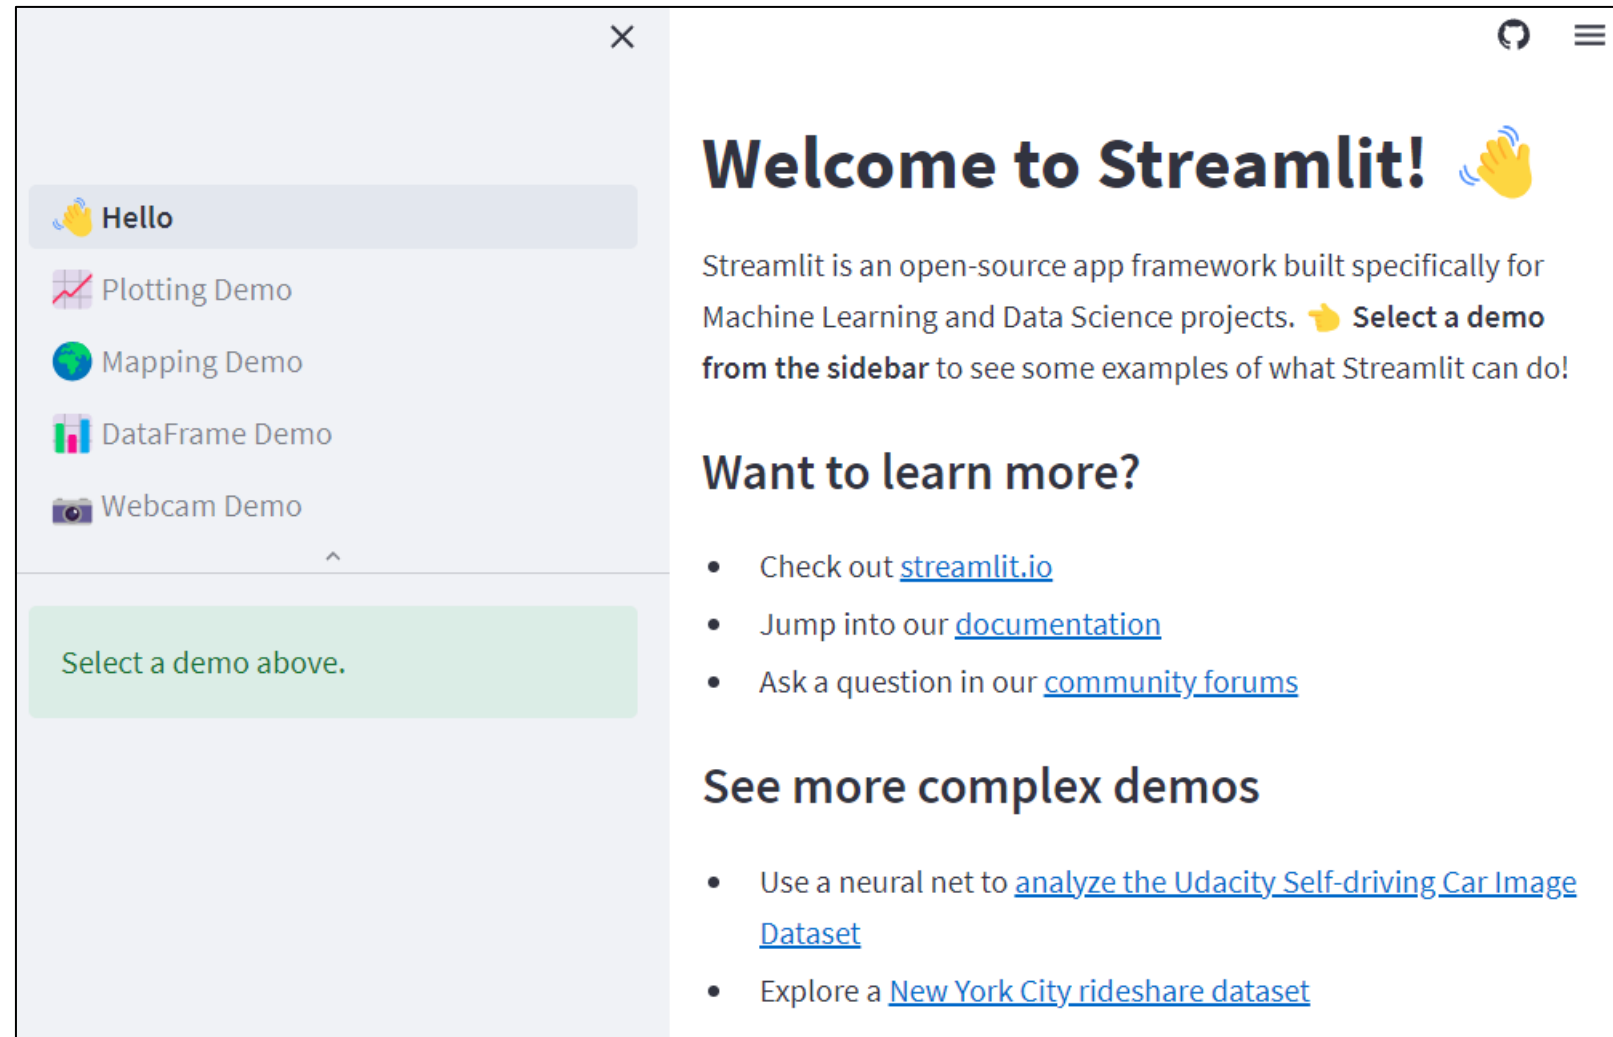 👋 Hello
📈 Plotting Demo
🌍 Mapping Demo
📊 DataFrame Demo
📷 Webcam Demo
Select a demo above.
Welcome to Streamlit! 👋
Streamlit is an open-source app framework built specifically for
Machine Learning and Data Science projects. 👈 Select a demo
from the sidebar to see some examples of what Streamlit can do!
Want to learn more?
• Check out streamlit.io
• Jump into our documentation
• Ask a question in our community forums
See more complex demos
• Use a neural net to analyze the Udacity Self-driving Car Image
Dataset
• Explore a New York City rideshare dataset